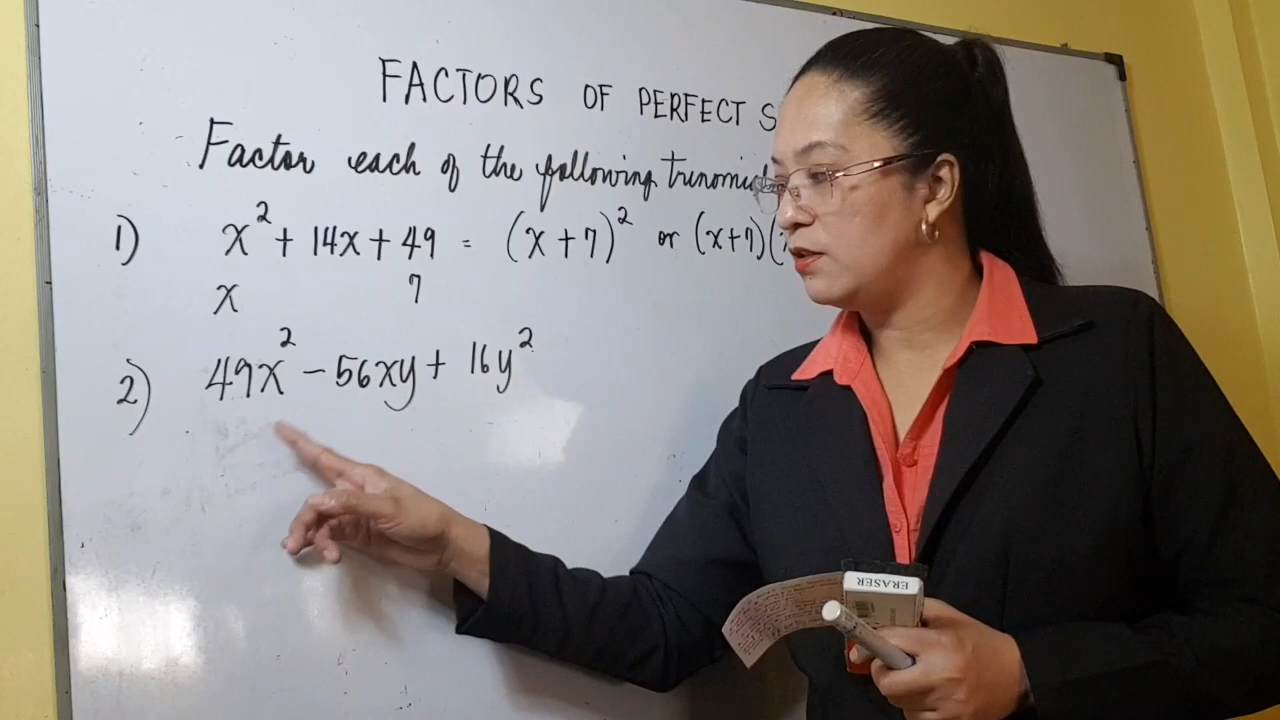 FACTORS OF PERFECT S
Factor each of the following trinomial
1) x² + 14x + 49 = (x + 7)² or (x+7)(
x 7
2) 49x² - 56xy + 16y²
ERASER